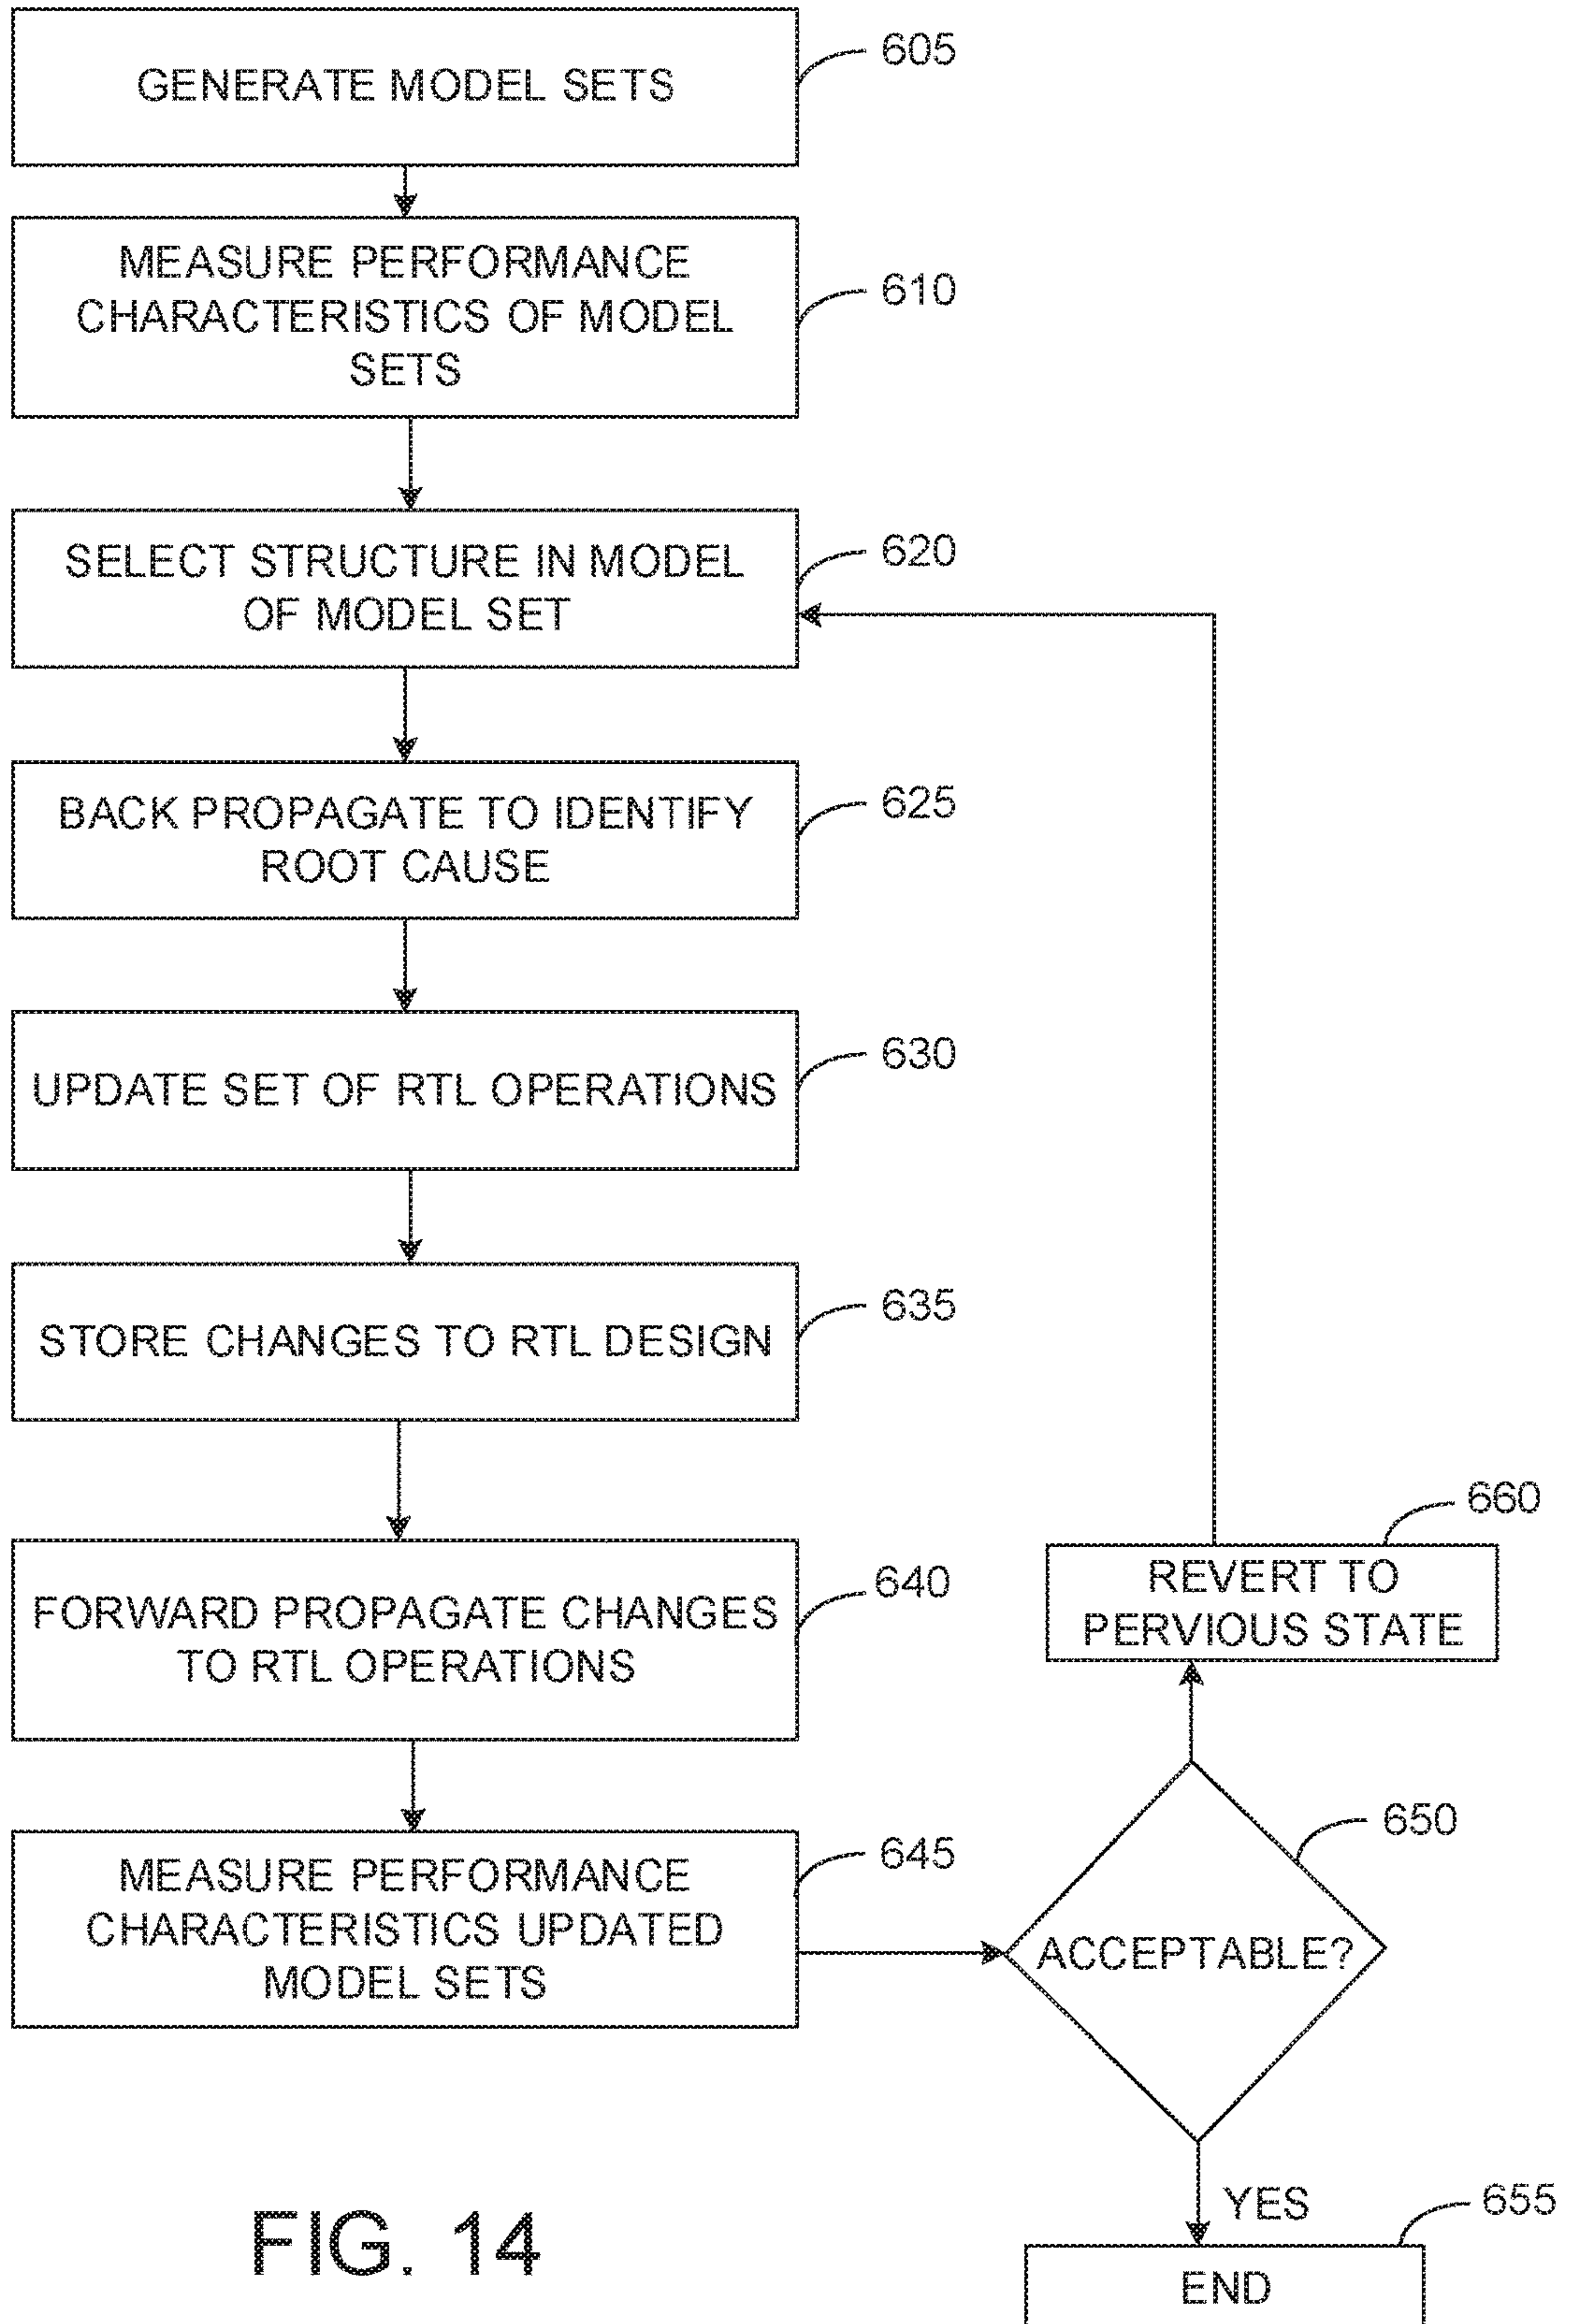 GENERATE MODEL SETS
605
MEASURE PERFORMANCE
CHARACTERISTICS OF MODEL
SETS
610
SELECT STRUCTURE IN MODEL
OF MODEL SET
620
BACK PROPAGATE TO IDENTIFY
ROOT CAUSE
625
UPDATE SET OF RTL OPERATIONS
630
STORE CHANGES TO RTL DESIGN
635
FORWARD PROPAGATE CHANGES
TO RTL OPERATIONS
640
MEASURE PERFORMANCE
CHARACTERISTICS UPDATED
MODEL SETS
645
660
REVERT TO
PERVIOUS STATE
650
ACCEPTABLE?
YES
655
END
FIG. 14